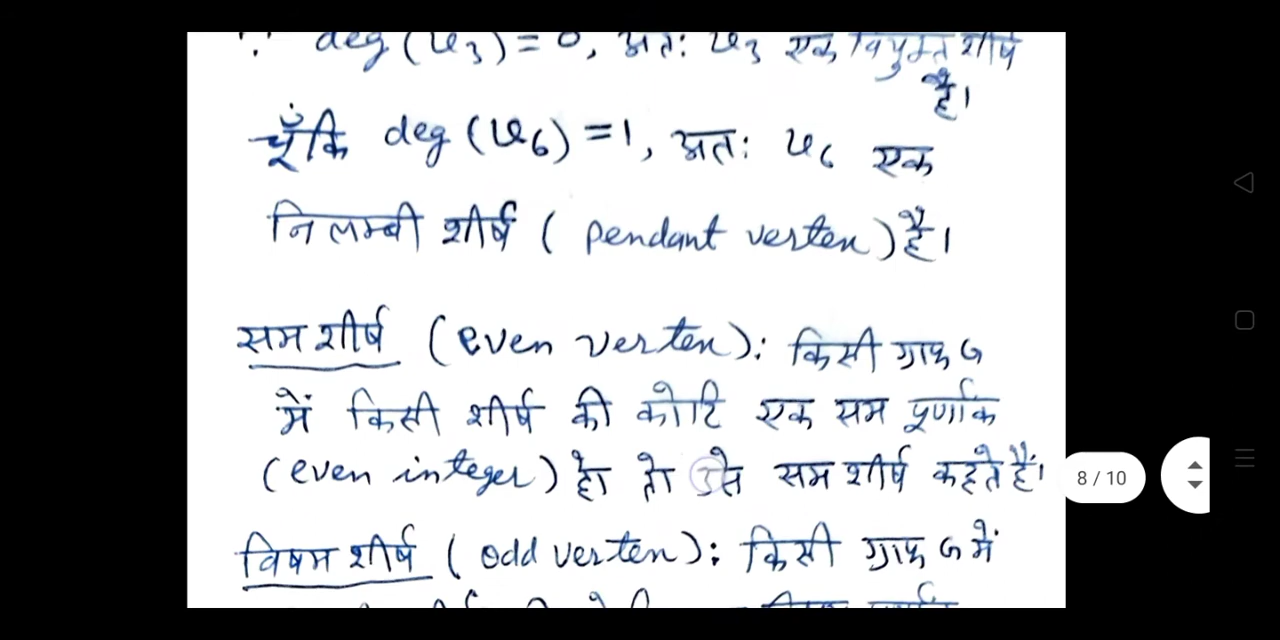 ∵ deg(v₃) = 0, अतः v₃ एक वियुक्त शीर्ष
है।
चूँकि deg(v₆) = 1, अतः v₆ एक
निलम्बी शीर्ष ( pendant vertex ) है।
सम शीर्ष (even vertex): किसी ग्राफ G
में किसी शीर्ष की कोटि एक सम पूर्णांक
(even integer) हो तो उसे सम शीर्ष कहते हैं।
8 / 10
विषम शीर्ष ( odd vertex): किसी ग्राफ G में